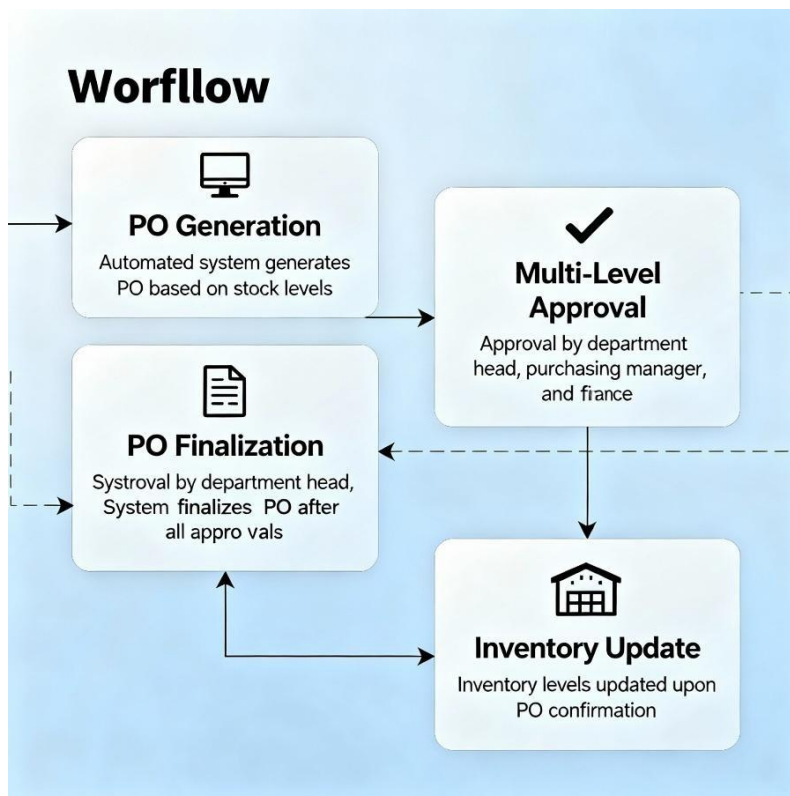 Worfllow
PO Generation
Automated system generates
PO based on stock levels
Multi-Level
Approval
Approval by department
head, purchasing manager,
and fiance
PO Finalization
Systroval by department head,
System finalizes PO after
all appro vals
Inventory Update
Inventory levels updated upon
PO confirmation